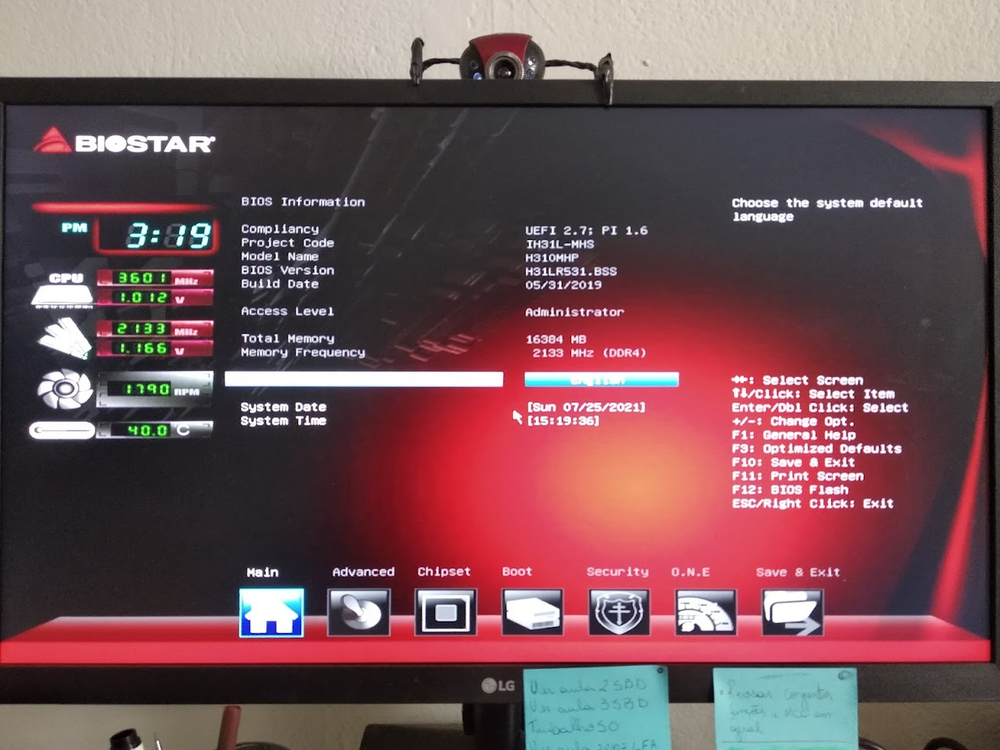 BIOSTAR
PM 3:19
CPU
3601 MHz
1.012 V
2133 MHz
1.166 V
1790 RPM
40.0 °C
BIOS Information
Compliancy UEFI 2.7; PI 1.6
Project Code IH31L-MHS
Model Name H310MHP
BIOS Version H31LR531.BSS
Build Date 05/31/2019
Access Level Administrator
Total Memory 16384 MB
Memory Frequency 2133 MHz (DDR4)
English
System Date [Sun 07/25/2021]
System Time [15:19:36]
Choose the system default
language
: Select Screen
↑↓/Click: Select Item
Enter/Dbl Click: Select
+/-: Change Opt.
F1: General Help
F3: Optimized Defaults
F10: Save & Exit
F11: Print Screen
F12: BIOS Flash
ESC/Right Click: Exit
Main Advanced Chipset Boot Security O.N.E Save & Exit
LG
Ver aula 2 SBD
Ver aula 3 SBD
Trabalho SO
Ver aula LFA
Revisar conjuntos
funções e em
geral